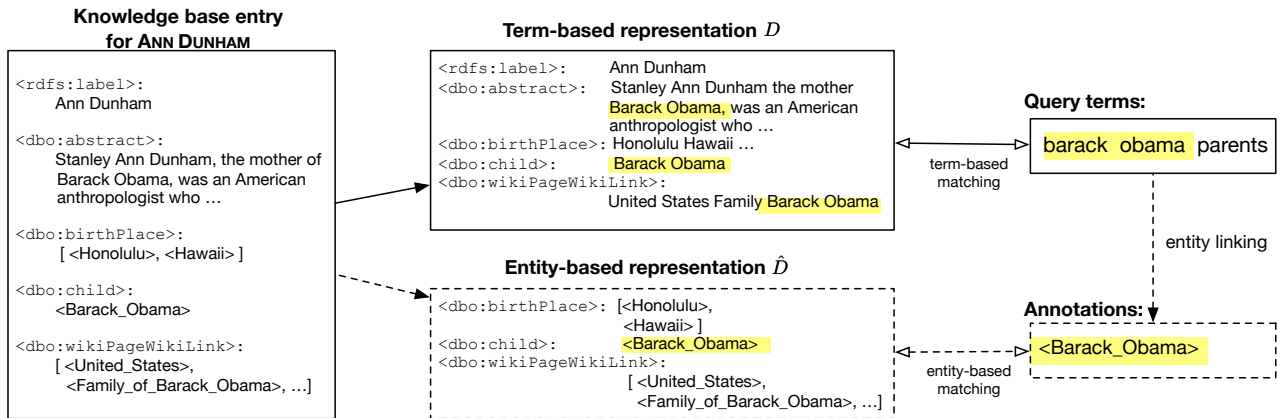 Knowledge base entry
for ANN DUNHAM
<rdfs:label>:
Ann Dunham
<dbo:abstract>:
Stanley Ann Dunham, the mother of
Barack Obama, was an American
anthropologist who …
<dbo:birthPlace>:
[ <Honolulu>, <Hawaii> ]
<dbo:child>:
<Barack_Obama>
<dbo:wikiPageWikiLink>:
[ <United_States>,
<Family_of_Barack_Obama>, …]
Term-based representation D
<rdfs:label>: Ann Dunham
<dbo:abstract>: Stanley Ann Dunham the mother
Barack Obama, was an American
anthropologist who …
<dbo:birthPlace>: Honolulu Hawaii …
<dbo:child>: Barack Obama
<dbo:wikiPageWikiLink>:
United States Family Barack Obama
Entity-based representation D̂
<dbo:birthPlace>: [<Honolulu>,
<Hawaii> ]
<dbo:child>: <Barack_Obama>
<dbo:wikiPageWikiLink>:
[ <United_States>,
<Family_of_Barack_Obama>, …]
term-based
matching
entity-based
matching
Query terms:
barack obama parents
entity linking
Annotations:
<Barack_Obama>